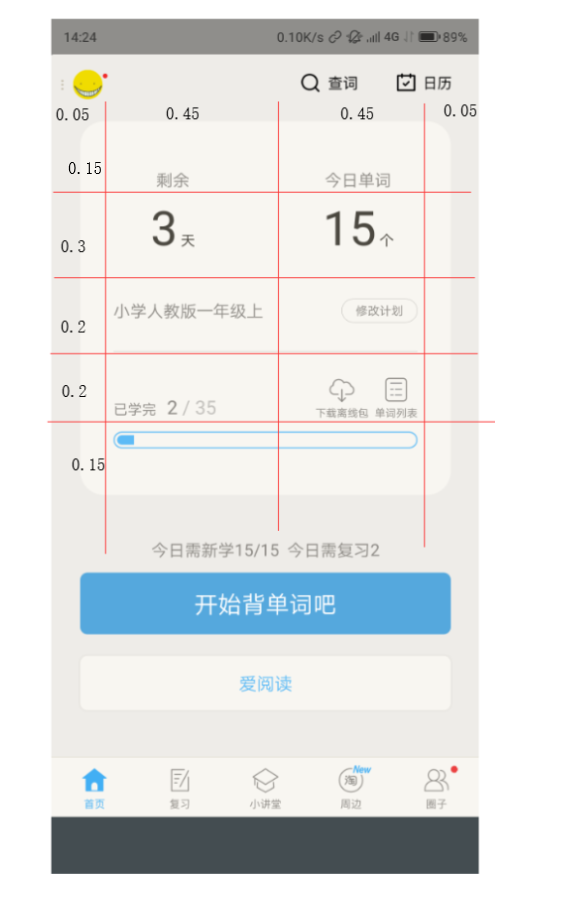 14:24 0.10K/s 4G 89%
查词 日历
0.05 0.45 0.45 0.05
0.15
剩余 今日单词
3天 15个
0.3
小学人教版一年级上 修改计划
0.2
0.2
已学完 2/35 下载离线包 单词列表
0.15
今日需新学15/15 今日需复习2
开始背单词吧
爱阅读
New
首页 复习 小讲堂 淘 周边 圈子